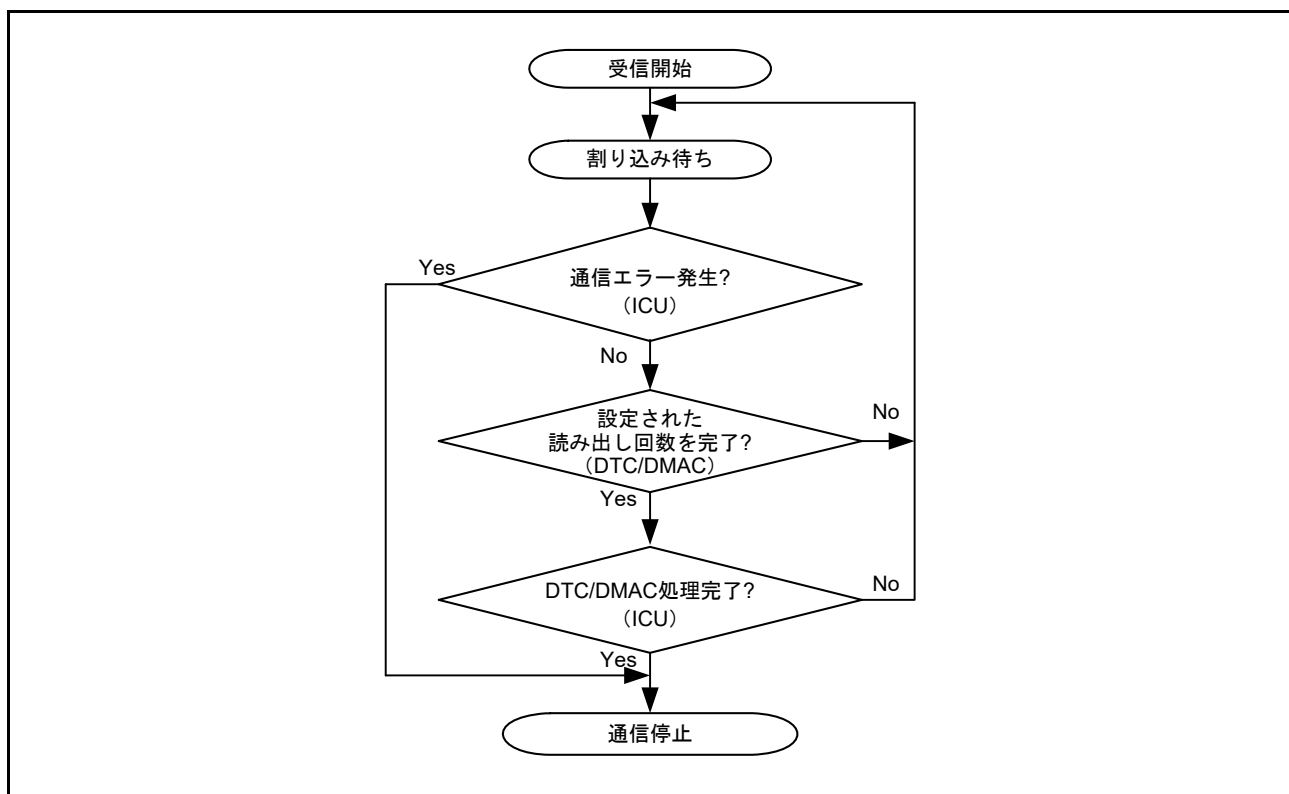 受信開始
割り込み待ち
Yes
通信エラー発生?
（ICU）
No
設定された
読み出し回数を完了?
（DTC/DMAC）
No
Yes
DTC/DMAC処理完了?
（ICU）
No
Yes
通信停止